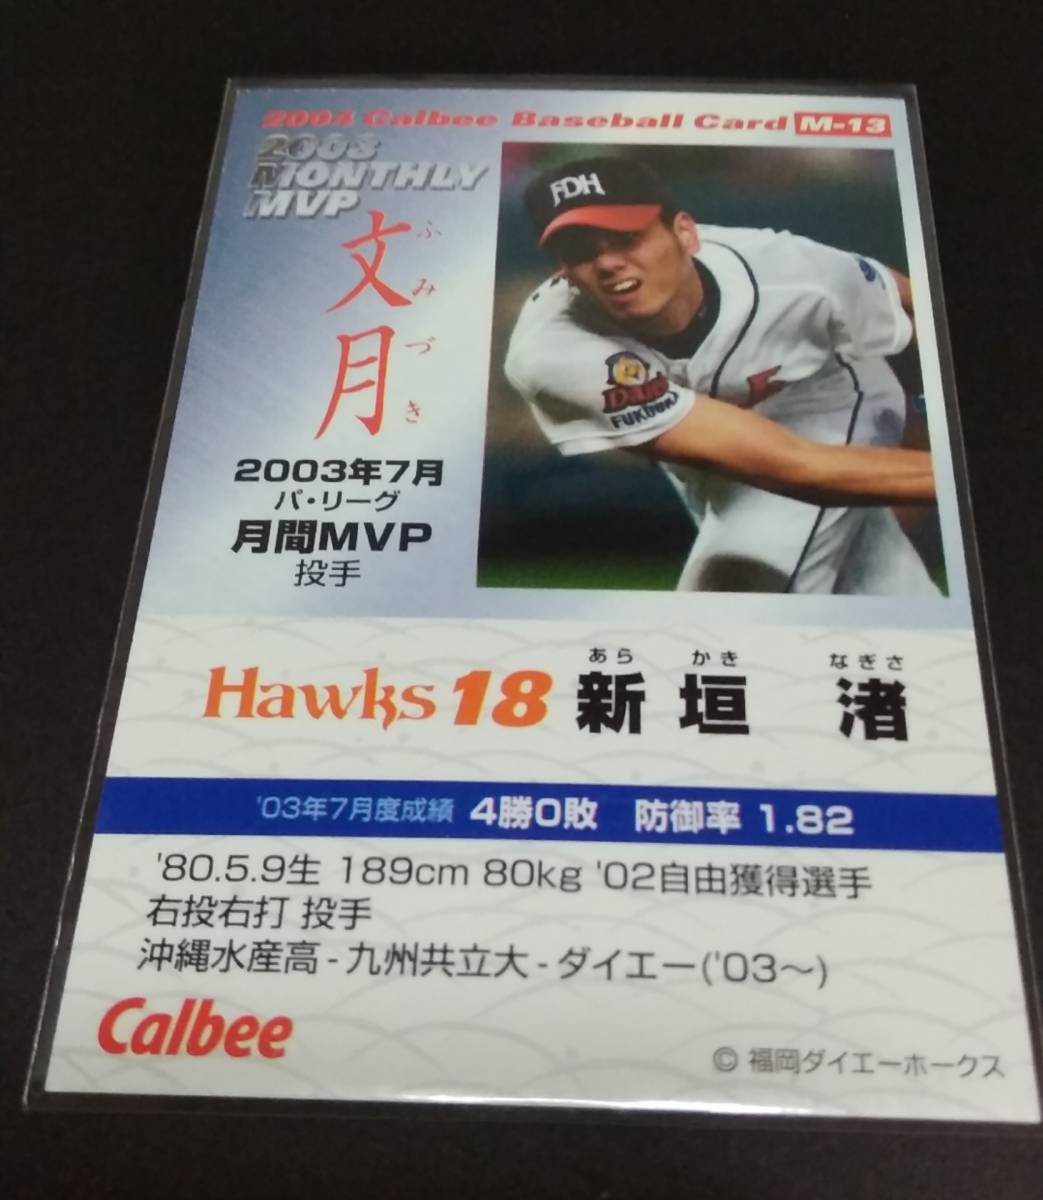 2004 Calbee Baseball Card M-13
2003
MONTHLY
MVP
文月
ふみづき
2003年7月
パ・リーグ
月間MVP
投手
FDH
Daiei
FUKUOKA
あら かき なぎさ
Hawks 18 新垣 渚
'03年7月度成績 4勝0敗 防御率 1.82
'80.5.9生 189cm 80kg '02自由獲得選手
右投右打 投手
沖縄水産高-九州共立大-ダイエー('03〜)
Calbee
© 福岡ダイエーホークス